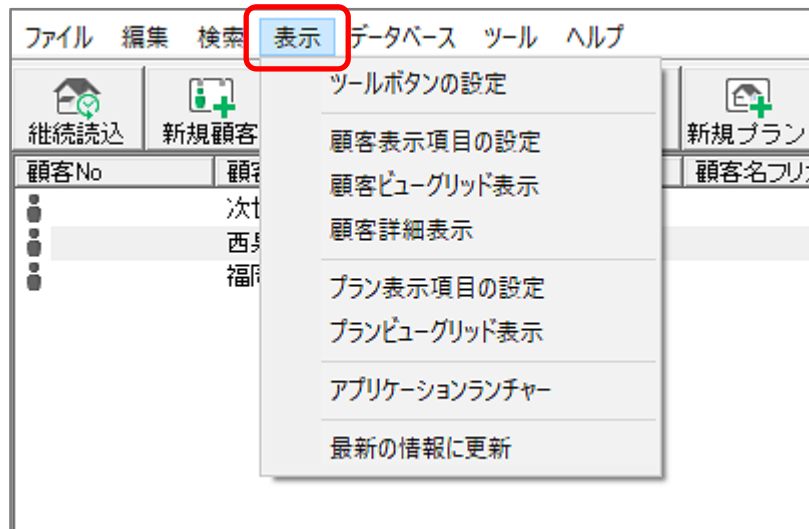 ファイル 編集 検索 表示 データベース ツール ヘルプ
継続読込 新規顧客 新規プラン
顧客No
顧客名フリ
ツールボタンの設定
顧客表示項目の設定
顧客ビューグリッド表示
顧客詳細表示
プラン表示項目の設定
プランビューグリッド表示
アプリケーションランチャー
最新の情報に更新
次
西
福